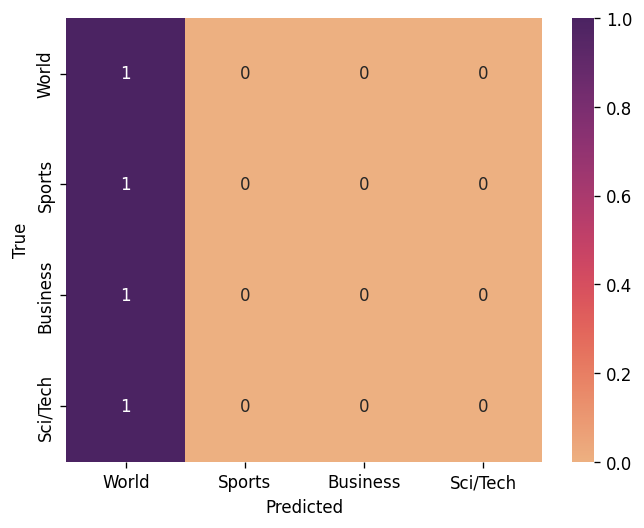 World 1 0 0 0
Sports 1 0 0 0
Business 1 0 0 0
Sci/Tech 1 0 0 0
True
World Sports Business Sci/Tech
Predicted
1.0
0.8
0.6
0.4
0.2
0.0